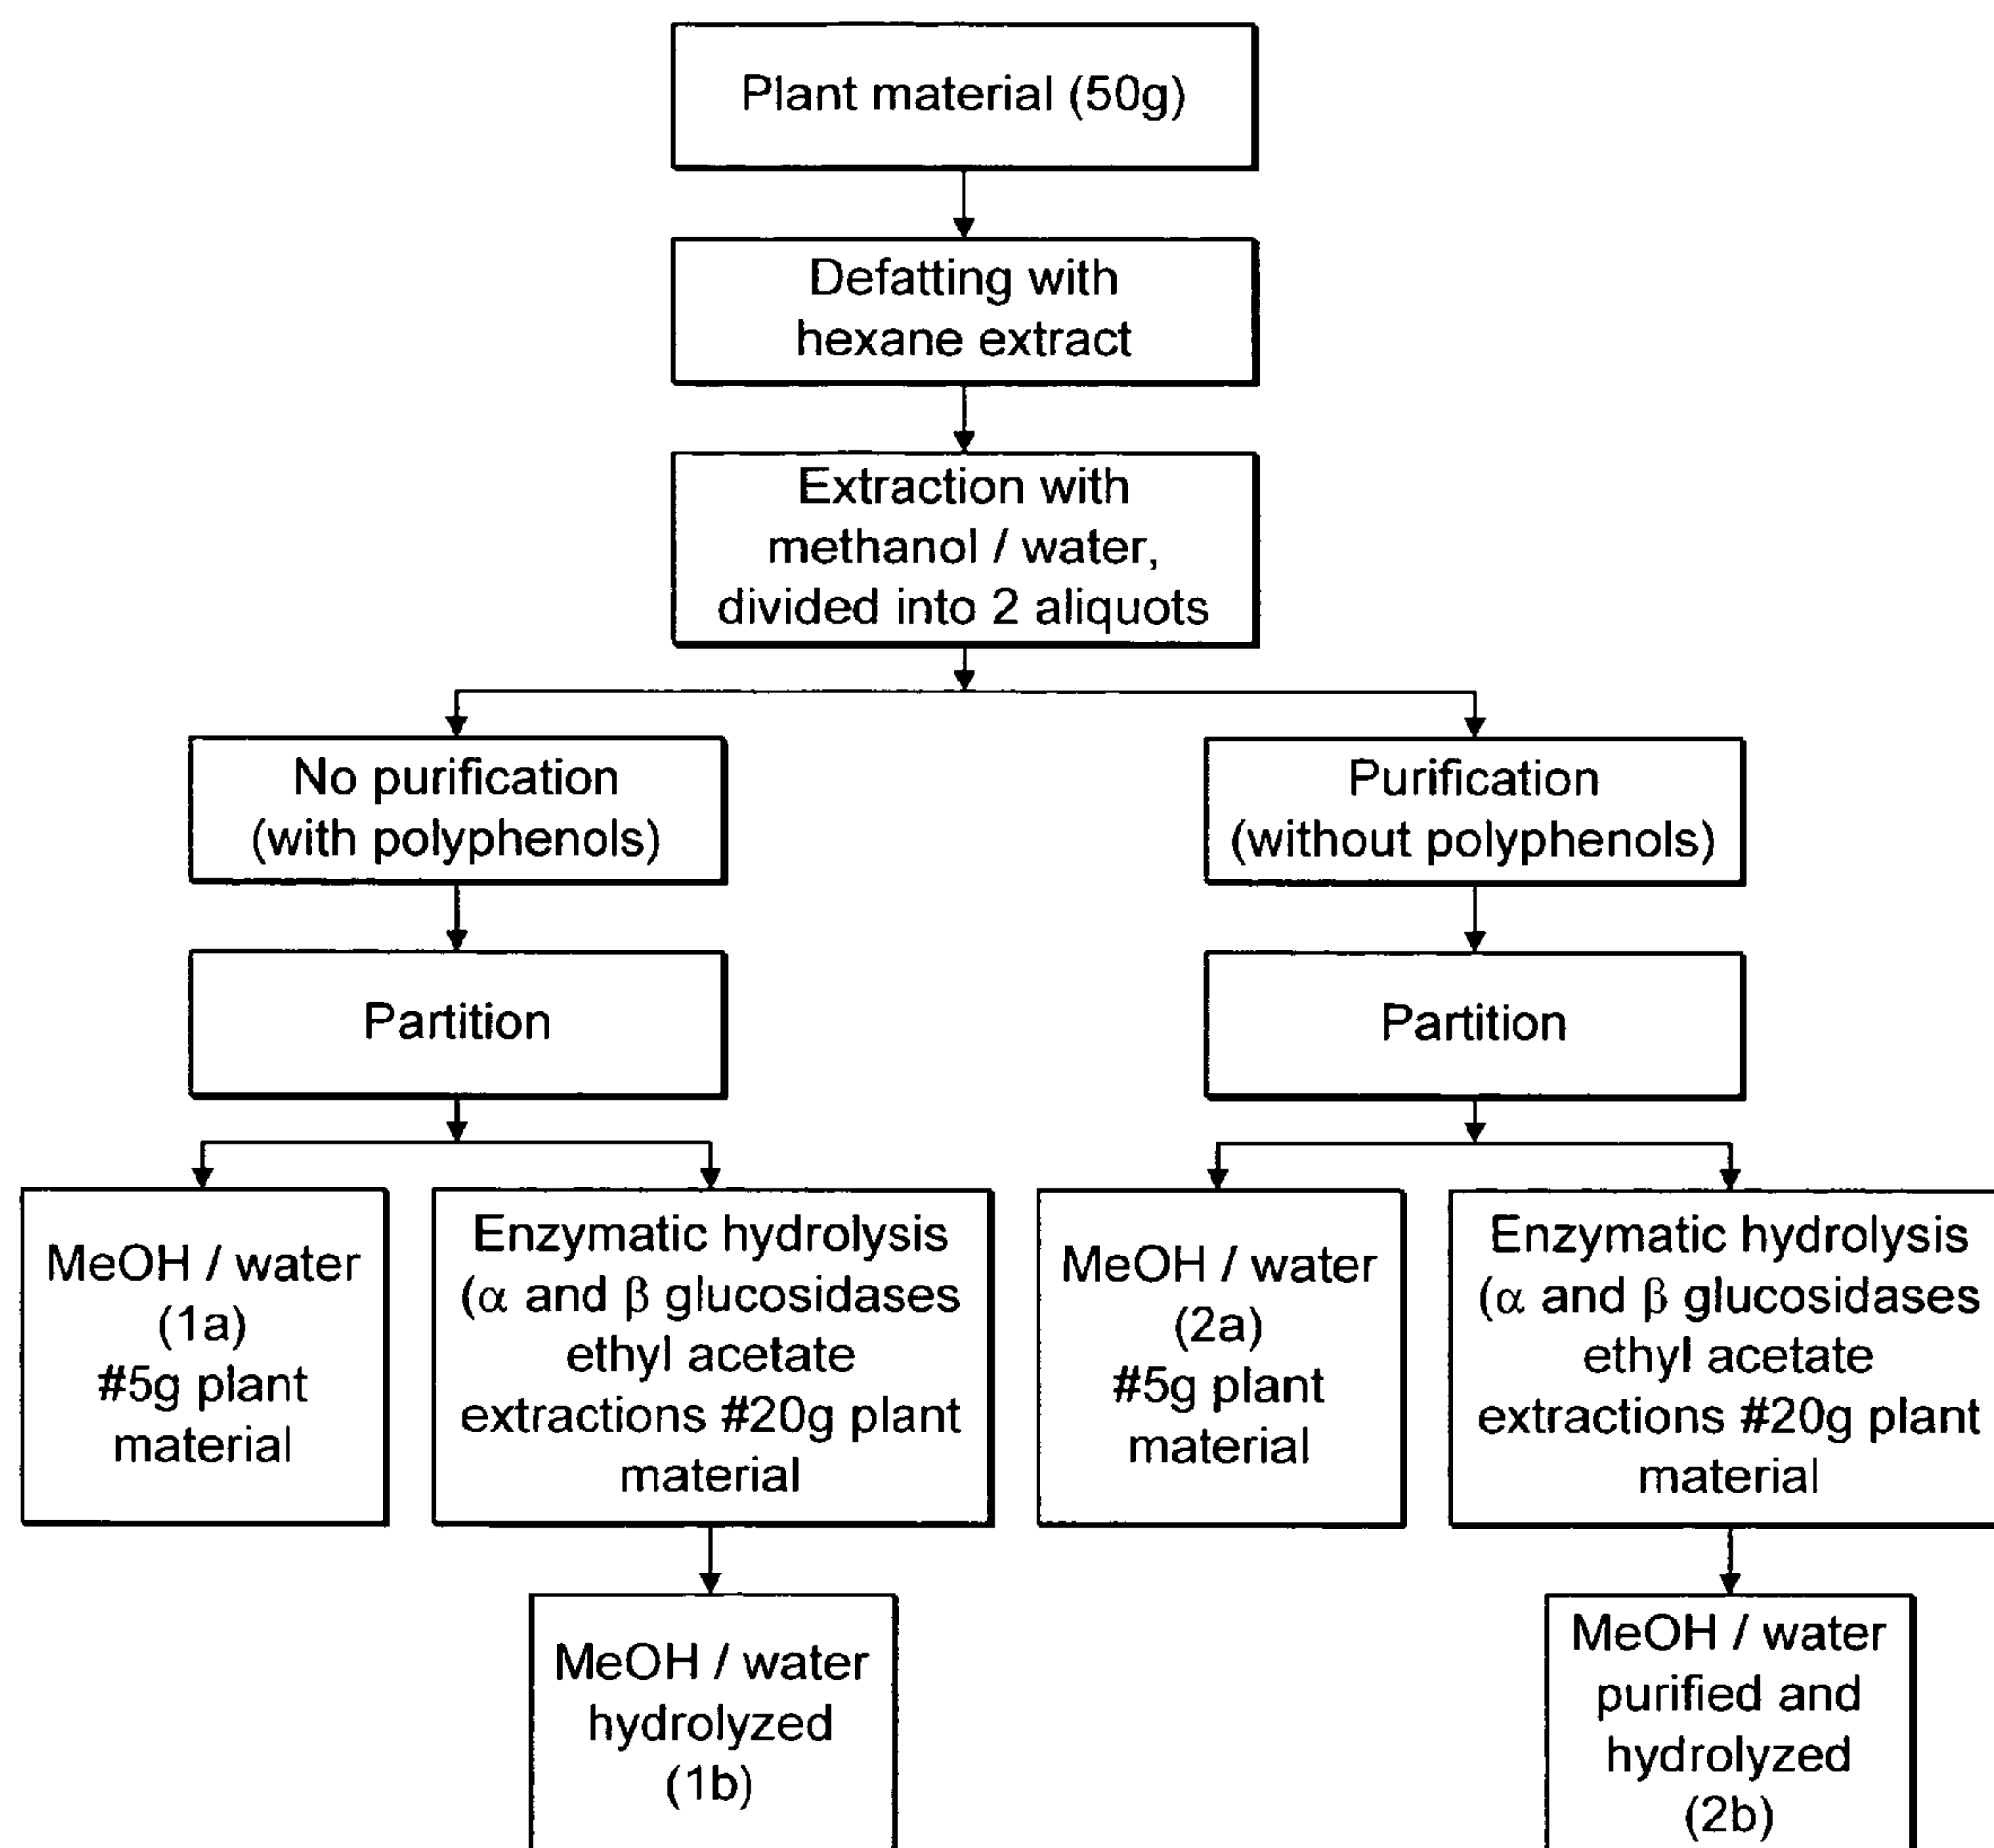 Plant material (50g)
Defatting with
hexane extract
Extraction with
methanol / water,
divided into 2 aliquots
No purification
(with polyphenols)
Purification
(without polyphenols)
Partition
Partition
MeOH / water
(1a)
#5g plant
material
Enzymatic hydrolysis
(α and β glucosidases
ethyl acetate
extractions #20g plant
material
MeOH / water
(2a)
#5g plant
material
Enzymatic hydrolysis
(α and β glucosidases
ethyl acetate
extractions #20g plant
material
MeOH / water
hydrolyzed
(1b)
MeOH / water
purified and
hydrolyzed
(2b)